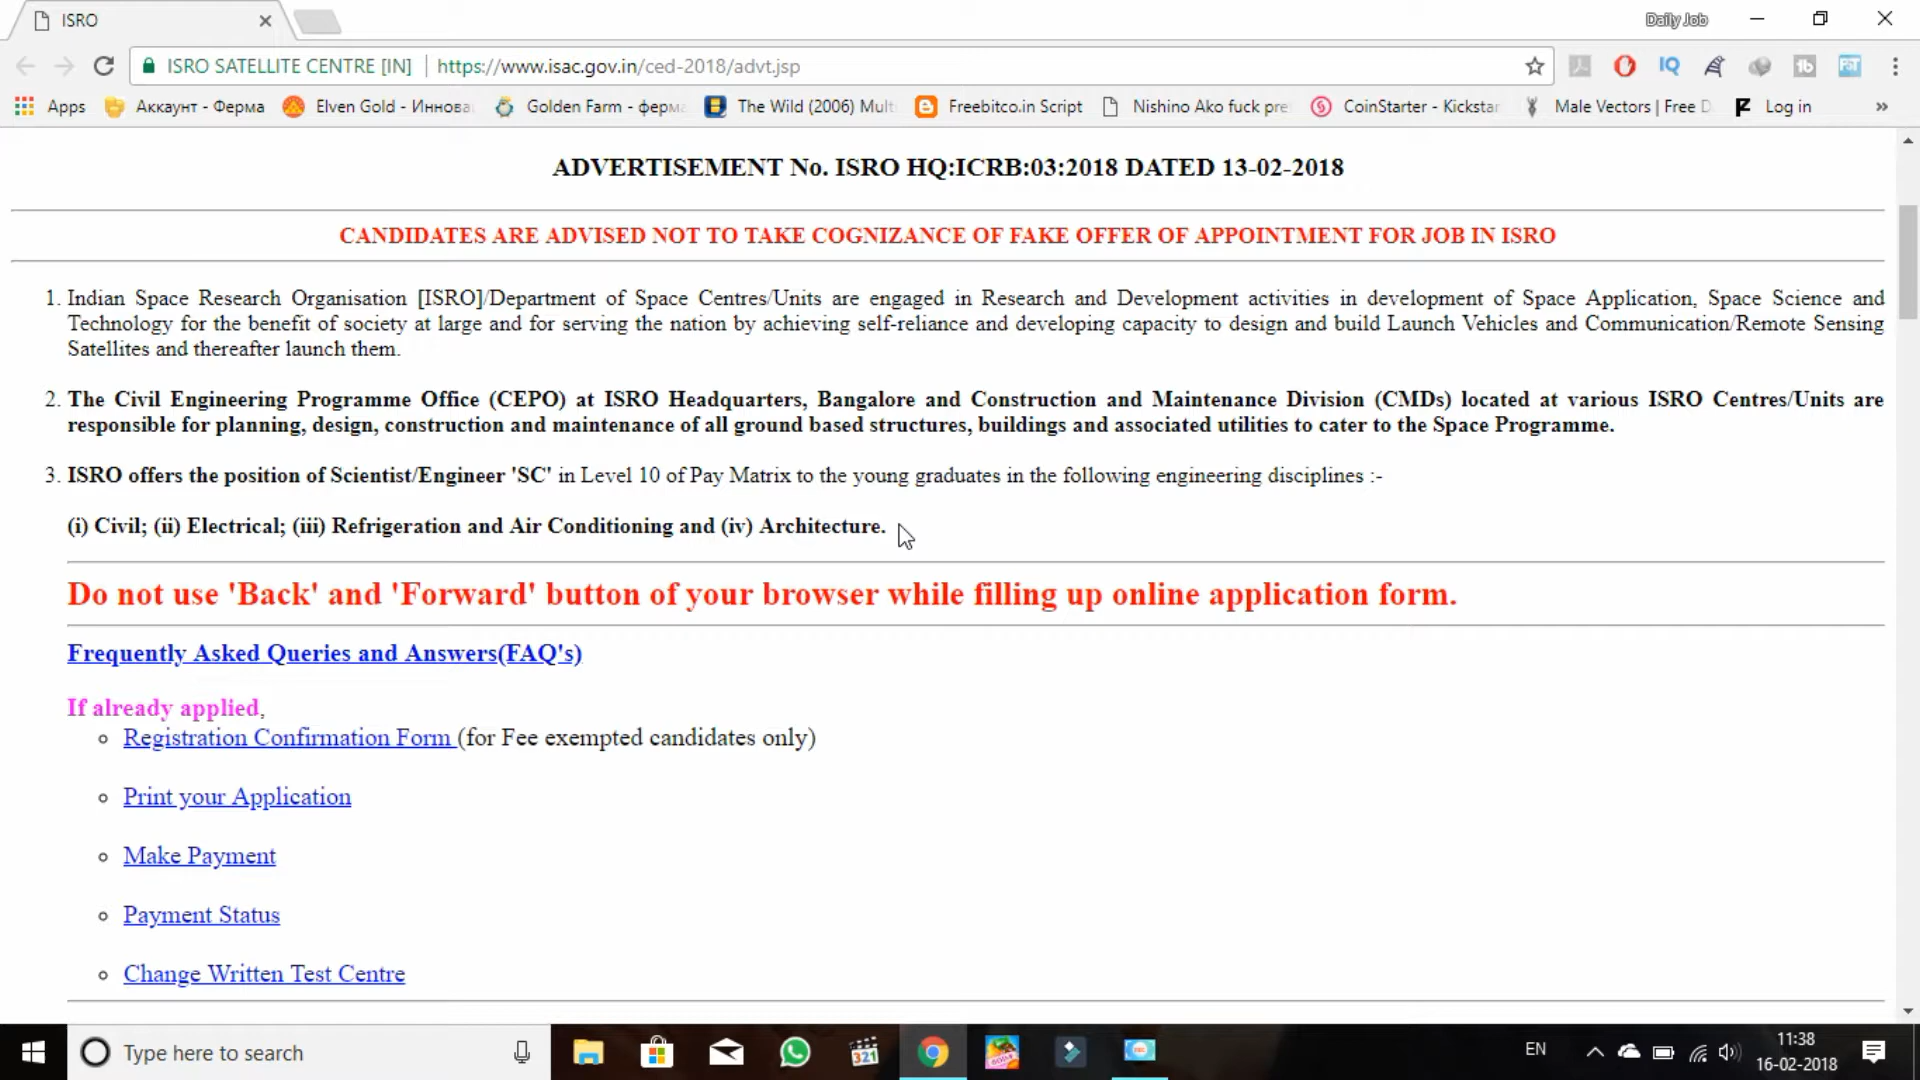 ISRO
Daily Job
ISRO SATELLITE CENTRE [IN] https://www.isac.gov.in/ced-2018/advt.jsp
Apps Аккаунт - Ферма Elven Gold - Иннова Golden Farm - ферма The Wild (2006) Mult Freebitco.in Script Nishino Ako fuck pre CoinStarter - Kickstar Male Vectors | Free D Log in »
ADVERTISEMENT No. ISRO HQ:ICRB:03:2018 DATED 13-02-2018
CANDIDATES ARE ADVISED NOT TO TAKE COGNIZANCE OF FAKE OFFER OF APPOINTMENT FOR JOB IN ISRO
1. Indian Space Research Organisation [ISRO]/Department of Space Centres/Units are engaged in Research and Development activities in development of Space Application, Space Science and
Technology for the benefit of society at large and for serving the nation by achieving self-reliance and developing capacity to design and build Launch Vehicles and Communication/Remote Sensing
Satellites and thereafter launch them.
2. The Civil Engineering Programme Office (CEPO) at ISRO Headquarters, Bangalore and Construction and Maintenance Division (CMDs) located at various ISRO Centres/Units are
responsible for planning, design, construction and maintenance of all ground based structures, buildings and associated utilities to cater to the Space Programme.
3. ISRO offers the position of Scientist/Engineer 'SC' in Level 10 of Pay Matrix to the young graduates in the following engineering disciplines :-
(i) Civil; (ii) Electrical; (iii) Refrigeration and Air Conditioning and (iv) Architecture.
Do not use 'Back' and 'Forward' button of your browser while filling up online application form.
Frequently Asked Queries and Answers(FAQ's)
If already applied,
Registration Confirmation Form (for Fee exempted candidates only)
Print your Application
Make Payment
Payment Status
Change Written Test Centre
Type here to search
321
EN
11:38
16-02-2018